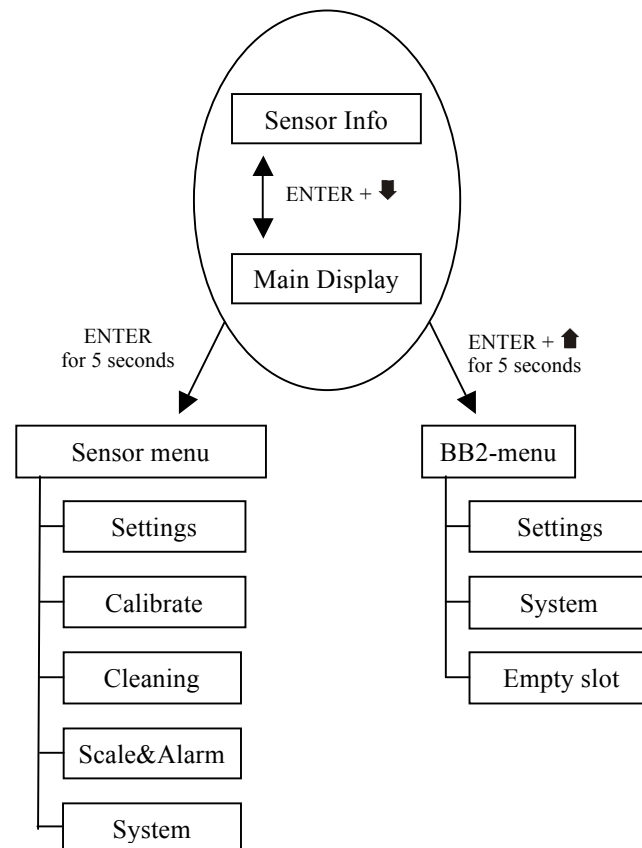 Sensor Info
ENTER + 🡇
Main Display
ENTER
for 5 seconds
ENTER + 🡅
for 5 seconds
Sensor menu
BB2-menu
Settings
Calibrate
Cleaning
Scale&Alarm
System
Settings
System
Empty slot